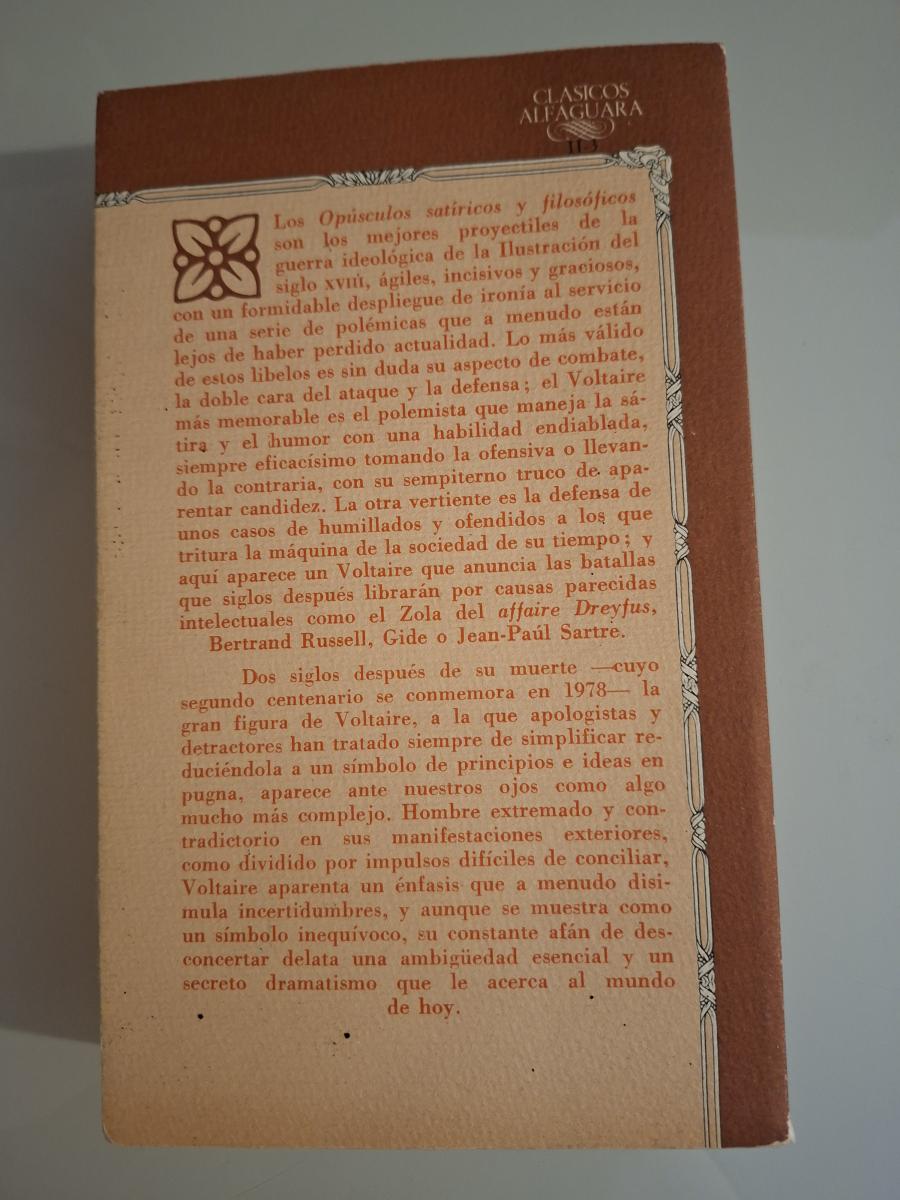 CLASICOS
ALFAGUARA
II-3
Los Opúsculos satíricos y filosóficos
son los mejores proyectiles de la
guerra ideológica de la Ilustración del
siglo XVIII, ágiles, incisivos y graciosos,
con un formidable despliegue de ironía al servicio
de una serie de polémicas que a menudo están
lejos de haber perdido actualidad. Lo más válido
de estos libelos es sin duda su aspecto de combate,
la doble cara del ataque y la defensa; el Voltaire
más memorable es el polemista que maneja la sá-
tira y el humor con una habilidad endiablada,
siempre eficacísimo tomando la ofensiva o llevan-
do la contraria, con su sempiterno truco de apa-
rentar candidez. La otra vertiente es la defensa de
unos casos de humillados y ofendidos a los que
tritura la máquina de la sociedad de su tiempo; y
aquí aparece un Voltaire que anuncia las batallas
que siglos después librarán por causas parecidas
intelectuales como el Zola del affaire Dreyfus,
Bertrand Russell, Gide o Jean-Paúl Sartre.
Dos siglos después de su muerte —cuyo
segundo centenario se conmemora en 1978— la
gran figura de Voltaire, a la que apologistas y
detractores han tratado siempre de simplificar re-
duciéndola a un símbolo de principios e ideas en
pugna, aparece ante nuestros ojos como algo
mucho más complejo. Hombre extremado y con-
tradictorio en sus manifestaciones exteriores,
como dividido por impulsos difíciles de conciliar,
Voltaire aparenta un énfasis que a menudo disi-
mula incertidumbres, y aunque se muestra como
un símbolo inequívoco, su constante afán de des-
concertar delata una ambigüedad esencial y un
secreto dramatismo que le acerca al mundo
de hoy.